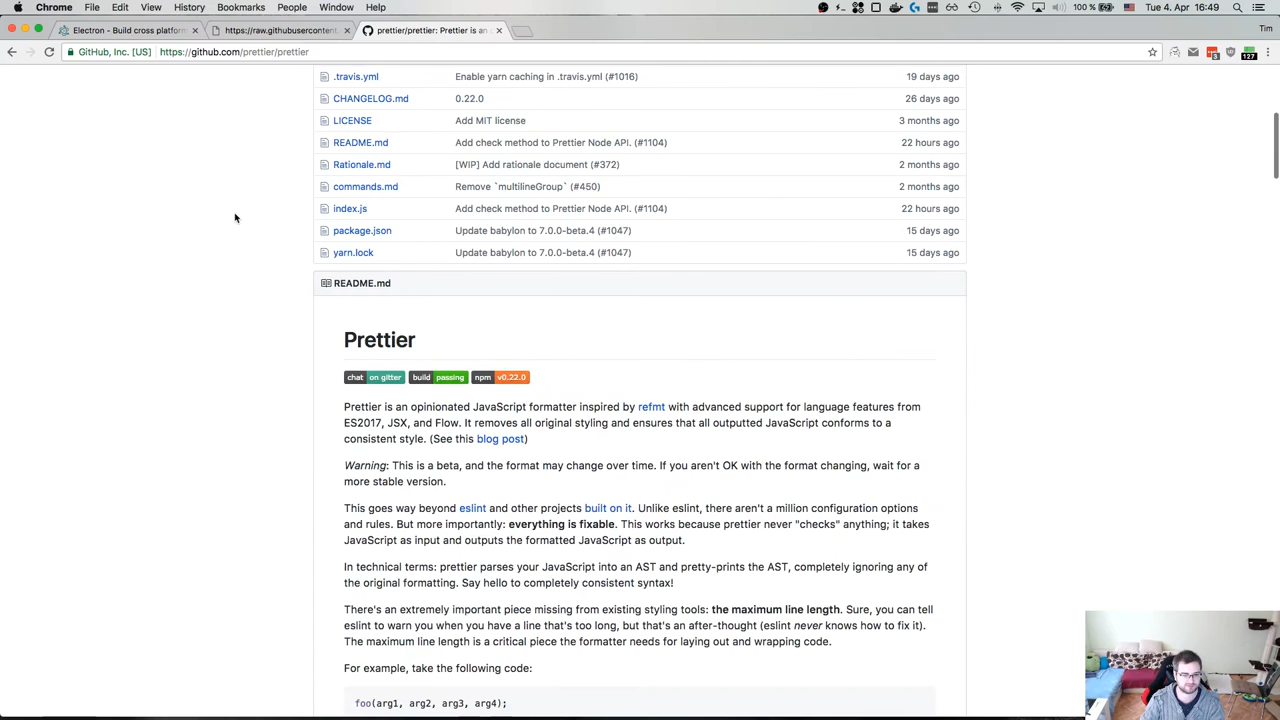 Chrome File Edit View History Bookmarks People Window Help 100 % Tue 4. Apr 16:49
Electron - Build cross platform × https://raw.githubusercontent × prettier/prettier: Prettier is an × Tim
GitHub, Inc. [US] https://github.com/prettier/prettier 3 127
.travis.yml Enable yarn caching in .travis.yml (#1016) 19 days ago
CHANGELOG.md 0.22.0 26 days ago
LICENSE Add MIT license 3 months ago
README.md Add check method to Prettier Node API. (#1104) 22 hours ago
Rationale.md [WIP] Add rationale document (#372) 2 months ago
commands.md Remove `multilineGroup` (#450) 2 months ago
index.js Add check method to Prettier Node API. (#1104) 22 hours ago
package.json Update babylon to 7.0.0-beta.4 (#1047) 15 days ago
yarn.lock Update babylon to 7.0.0-beta.4 (#1047) 15 days ago
README.md
Prettier
chat on gitter build passing npm v0.22.0
Prettier is an opinionated JavaScript formatter inspired by refmt with advanced support for language features from
ES2017, JSX, and Flow. It removes all original styling and ensures that all outputted JavaScript conforms to a
consistent style. (See this blog post)
Warning: This is a beta, and the format may change over time. If you aren't OK with the format changing, wait for a
more stable version.
This goes way beyond eslint and other projects built on it. Unlike eslint, there aren't a million configuration options
and rules. But more importantly: everything is fixable. This works because prettier never "checks" anything; it takes
JavaScript as input and outputs the formatted JavaScript as output.
In technical terms: prettier parses your JavaScript into an AST and pretty-prints the AST, completely ignoring any of
the original formatting. Say hello to completely consistent syntax!
There's an extremely important piece missing from existing styling tools: the maximum line length. Sure, you can tell
eslint to warn you when you have a line that's too long, but that's an after-thought (eslint never knows how to fix it).
The maximum line length is a critical piece the formatter needs for laying out and wrapping code.
For example, take the following code:
foo(arg1, arg2, arg3, arg4);